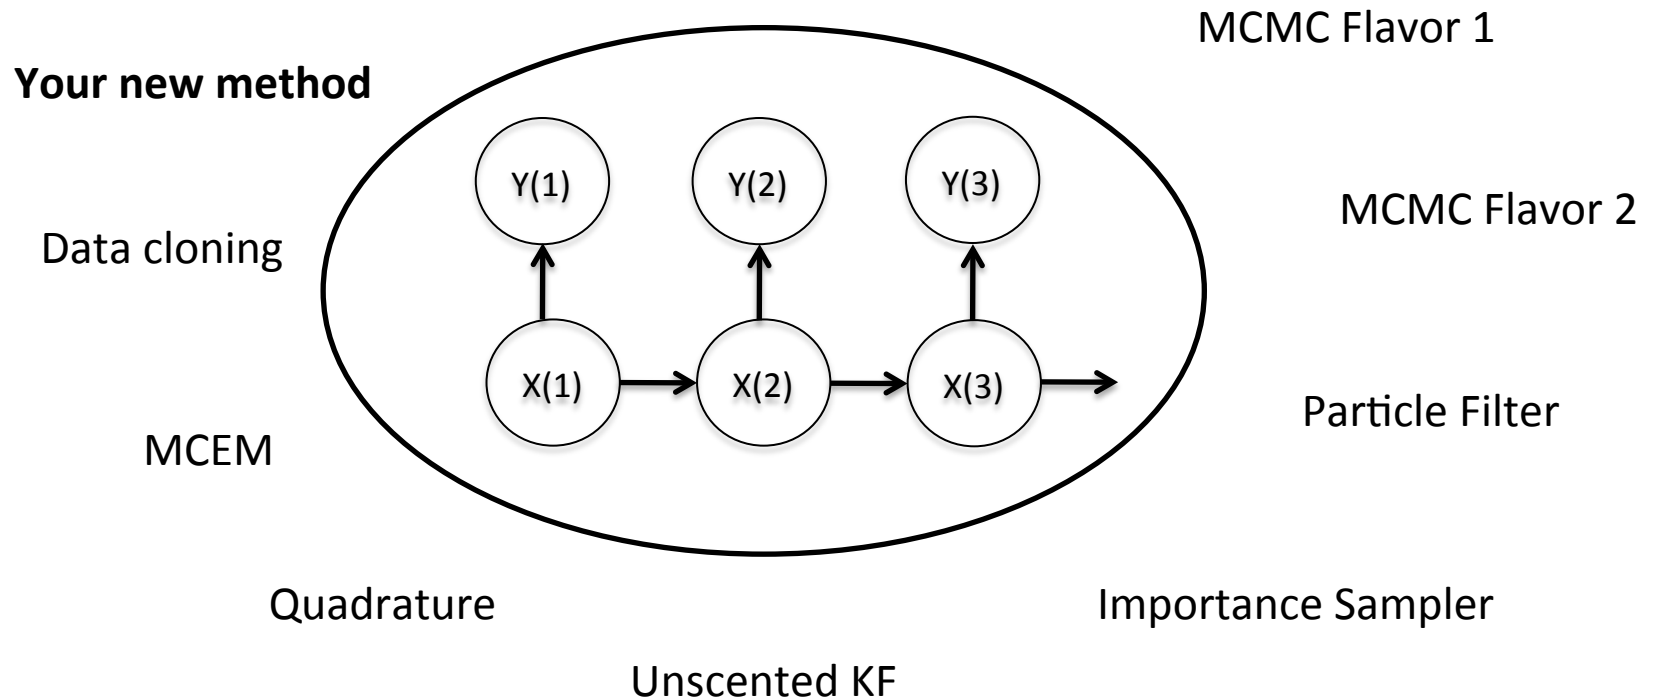 MCMC Flavor 1
Your new method
Y(1) Y(2) Y(3)
MCMC Flavor 2
Data cloning
X(1) X(2) X(3)
Particle Filter
MCEM
Quadrature
Importance Sampler
Unscented KF